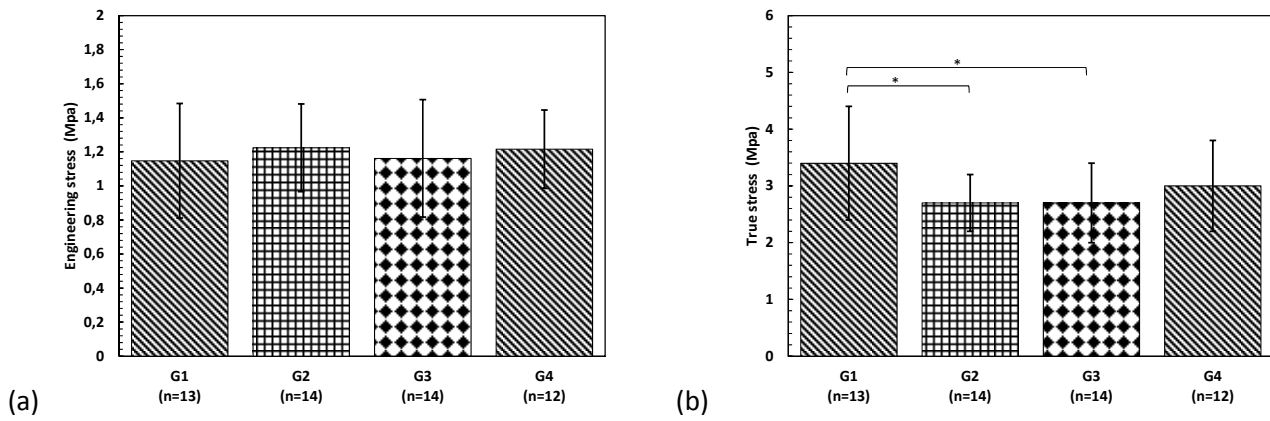 2
1,8
1,6
1,4
1,2
1
0,8
0,6
0,4
0,2
0
Engineering stress (Mpa)
G1
(n=13)
G2
(n=14)
G3
(n=14)
G4
(n=12)
(a)
6
5
4
3
2
1
0
True stress (Mpa)
*
*
G1
(n=13)
G2
(n=14)
G3
(n=14)
G4
(n=12)
(b)